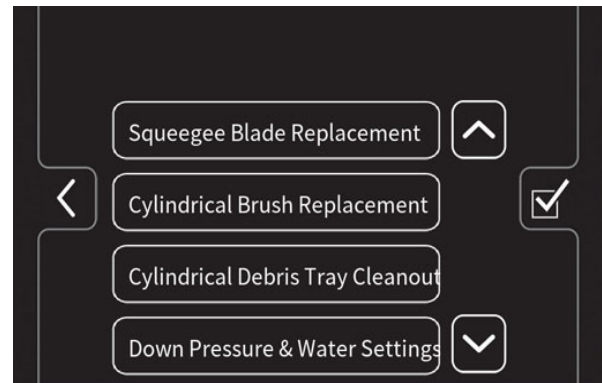 Squeegee Blade Replacement
Cylindrical Brush Replacement
Cylindrical Debris Tray Cleanout
Down Pressure & Water Settings